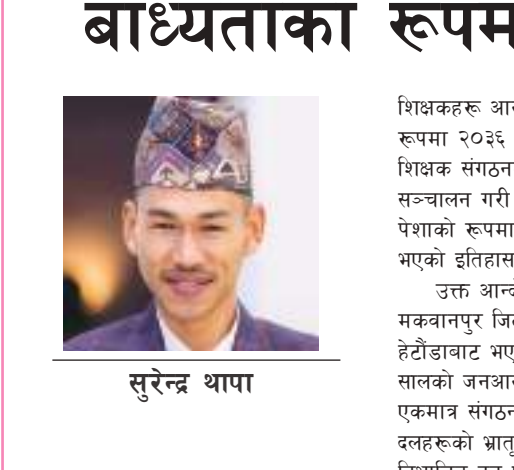 बाध्यताका रूपम
सुरेन्द्र थापा
शिक्षकहरू आ
रूपमा २०३६
शिक्षक संगठन
सञ्चालन गरी
पेशाको रूपमा
भएको इतिहास
उक्त आन्
मकवानपुर जि
हेटौंडाबाट भए
सालको जनआ
एकमात्र संगठन
दलहरूको भ्रातृ